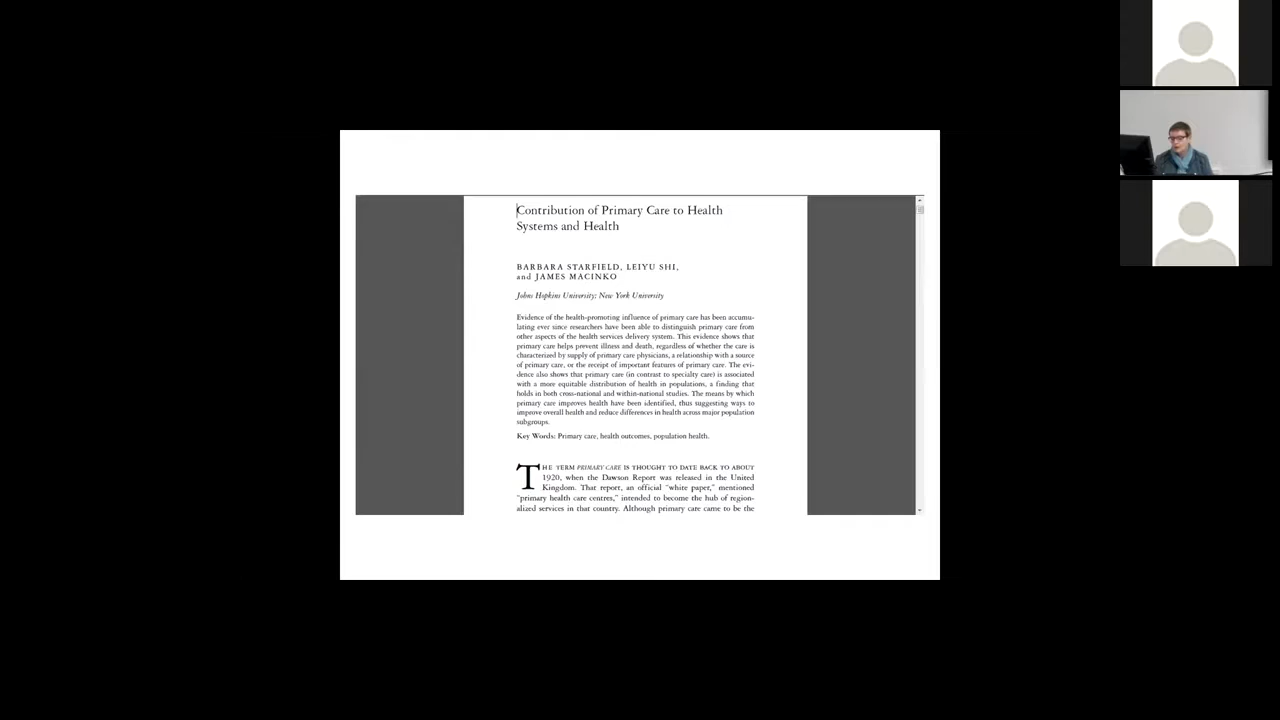 Contribution of Primary Care to Health
Systems and Health
BARBARA STARFIELD, LEIYU SHI,
and JAMES MACINKO
Johns Hopkins University; New York University
Evidence of the health-promoting influence of primary care has been accumu-
lating ever since researchers have been able to distinguish primary care from
other aspects of the health services delivery system. This evidence shows that
primary care helps prevent illness and death, regardless of whether the care is
characterized by supply of primary care physicians, a relationship with a source
of primary care, or the receipt of important features of primary care. The evi-
dence also shows that primary care (in contrast to specialty care) is associated
with a more equitable distribution of health in populations, a finding that
holds in both cross-national and within-national studies. The means by which
primary care improves health have been identified, thus suggesting ways to
improve overall health and reduce differences in health across major population
subgroups.
Key Words: Primary care, health outcomes, population health.
THE TERM PRIMARY CARE IS THOUGHT TO DATE BACK TO ABOUT
1920, when the Dawson Report was released in the United
Kingdom. That report, an official “white paper,” mentioned
“primary health care centres,” intended to become the hub of region-
alized services in that country. Although primary care came to be the